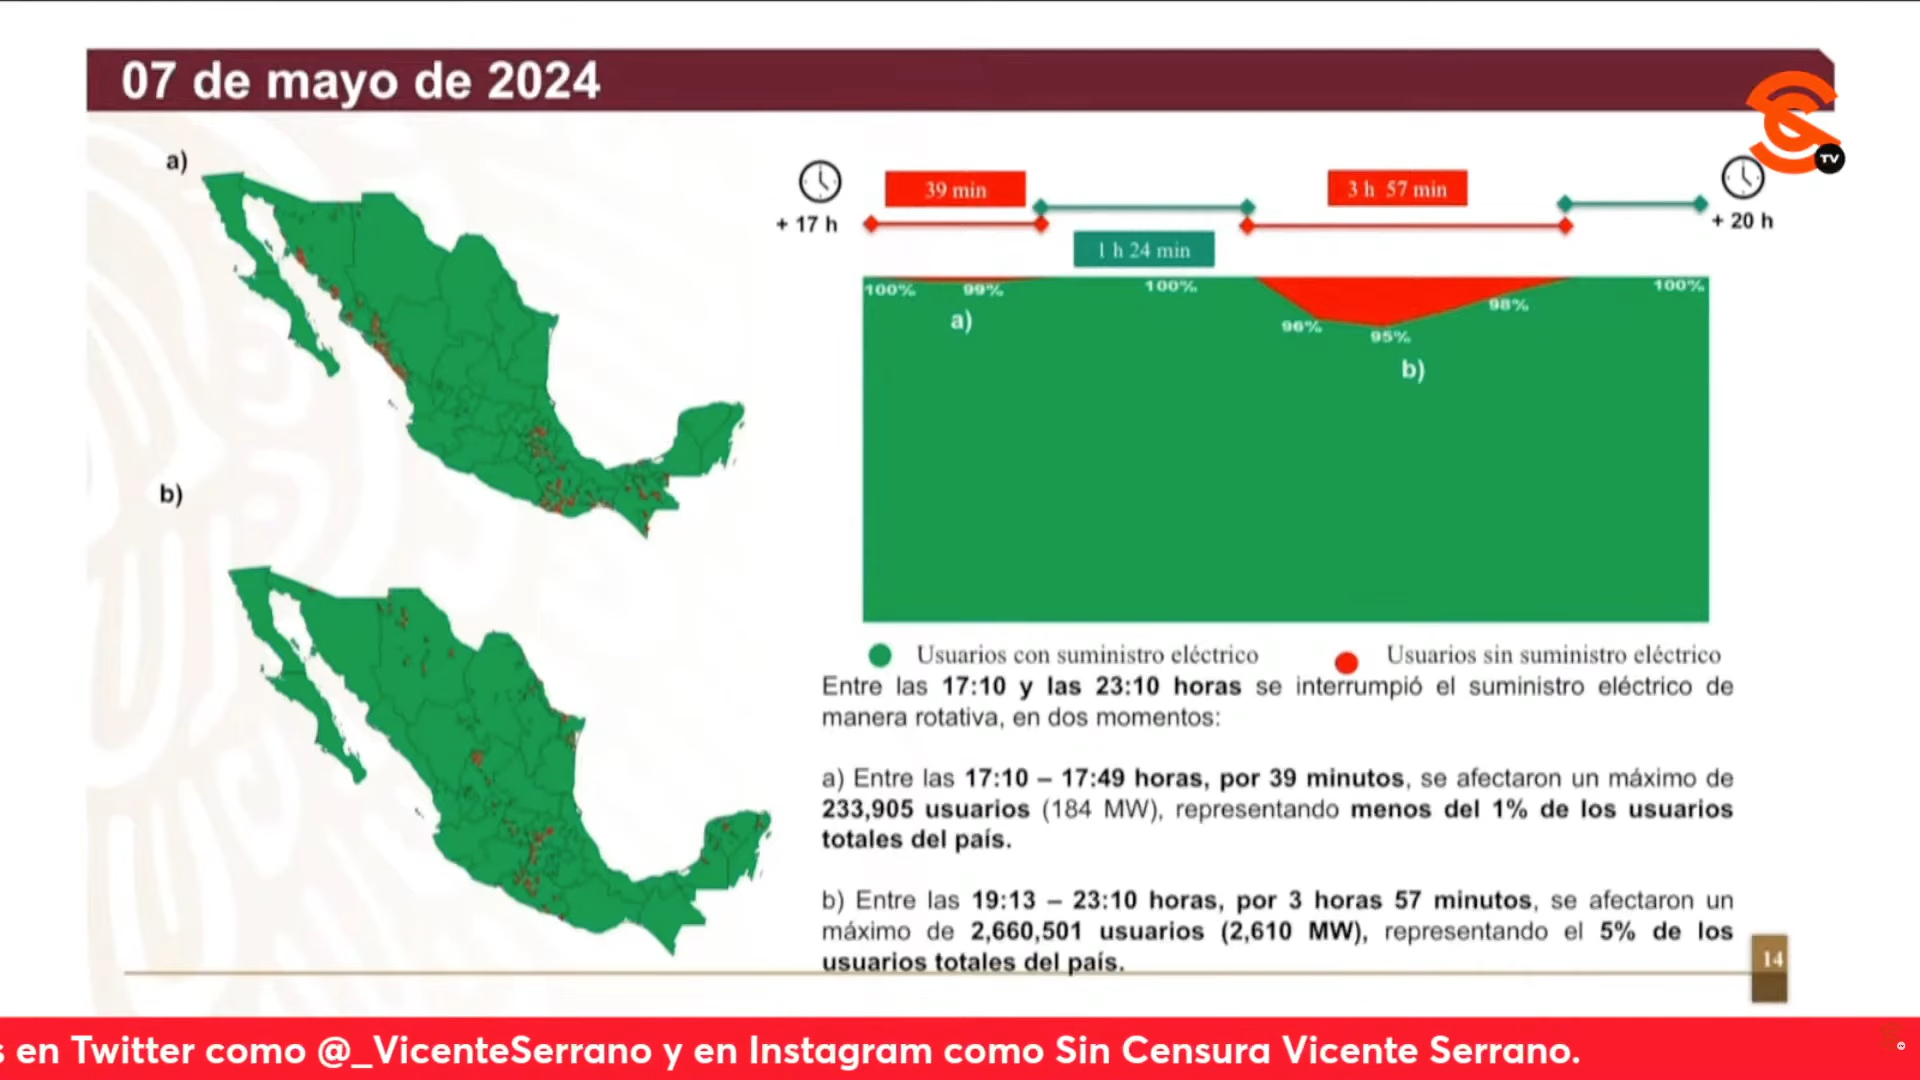 07 de mayo de 2024
TV
a)
b)
+ 17 h
39 min
1 h 24 min
3 h 57 min
+ 20 h
100%
99%
100%
96%
95%
98%
100%
a)
b)
Usuarios con suministro eléctrico
Usuarios sin suministro eléctrico
Entre las 17:10 y las 23:10 horas se interrumpió el suministro eléctrico de
manera rotativa, en dos momentos:
a) Entre las 17:10 – 17:49 horas, por 39 minutos, se afectaron un máximo de
233,905 usuarios (184 MW), representando menos del 1% de los usuarios
totales del país.
b) Entre las 19:13 – 23:10 horas, por 3 horas 57 minutos, se afectaron un
máximo de 2,660,501 usuarios (2,610 MW), representando el 5% de los
usuarios totales del país.
14
s en Twitter como @_VicenteSerrano y en Instagram como Sin Censura Vicente Serrano.